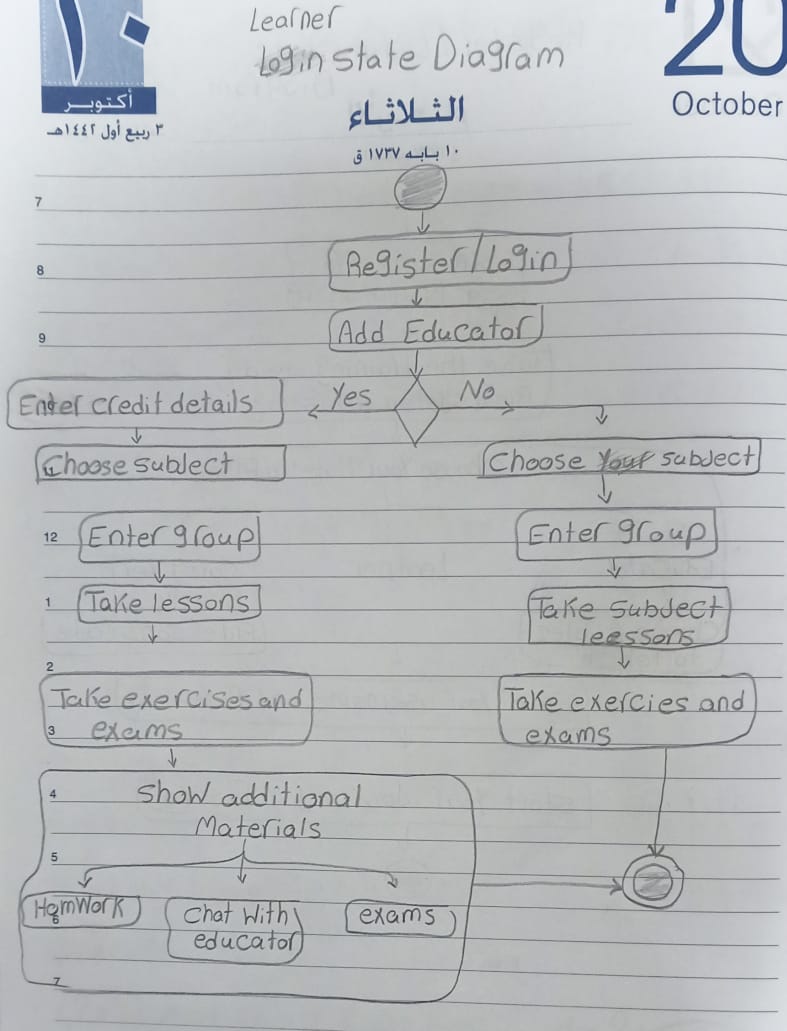 ١٠
أكتوبر
٣ ربيع أول ١٤٤٢هـ
Learner
Login State Diagram
الثلاثاء
١٠ بابه ١٧٣٧ ق
20
October
7
Register/Login
8
Add Educator
9
Yes
No
Enter credit details
Choose subject
Choose Your subject
12
Enter group
Enter group
1
Take lessons
Take Subject
leessons
2
Take exercises and
exams
Take exercies and
exams
3
4
Show additional
Materials
5
HomWork
6
Chat With
educator
exams
7